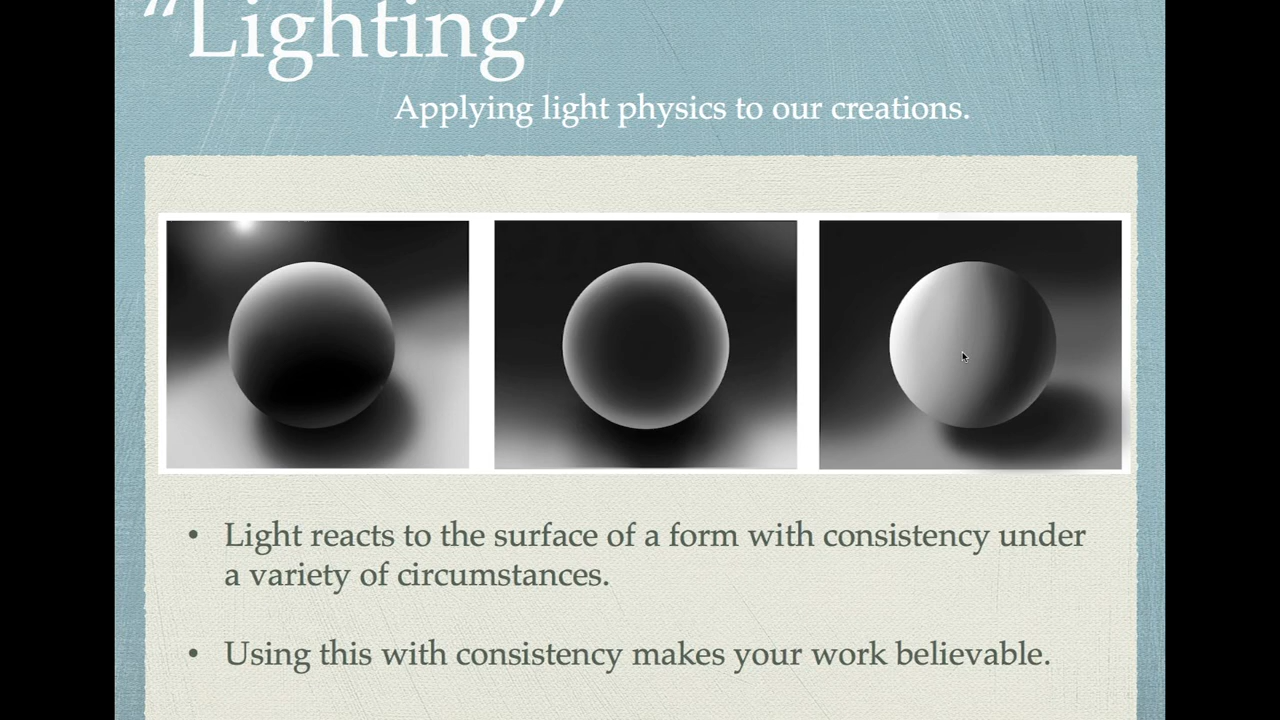 “Lighting”
Applying light physics to our creations.
• Light reacts to the surface of a form with consistency under
a variety of circumstances.
• Using this with consistency makes your work believable.